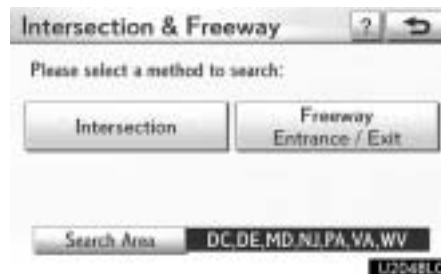 Intersection & Freeway ?
Please select a method to search:
Intersection
Freeway
Entrance / Exit
Search Area DC,DE,MD,NJ,PA,VA,WV